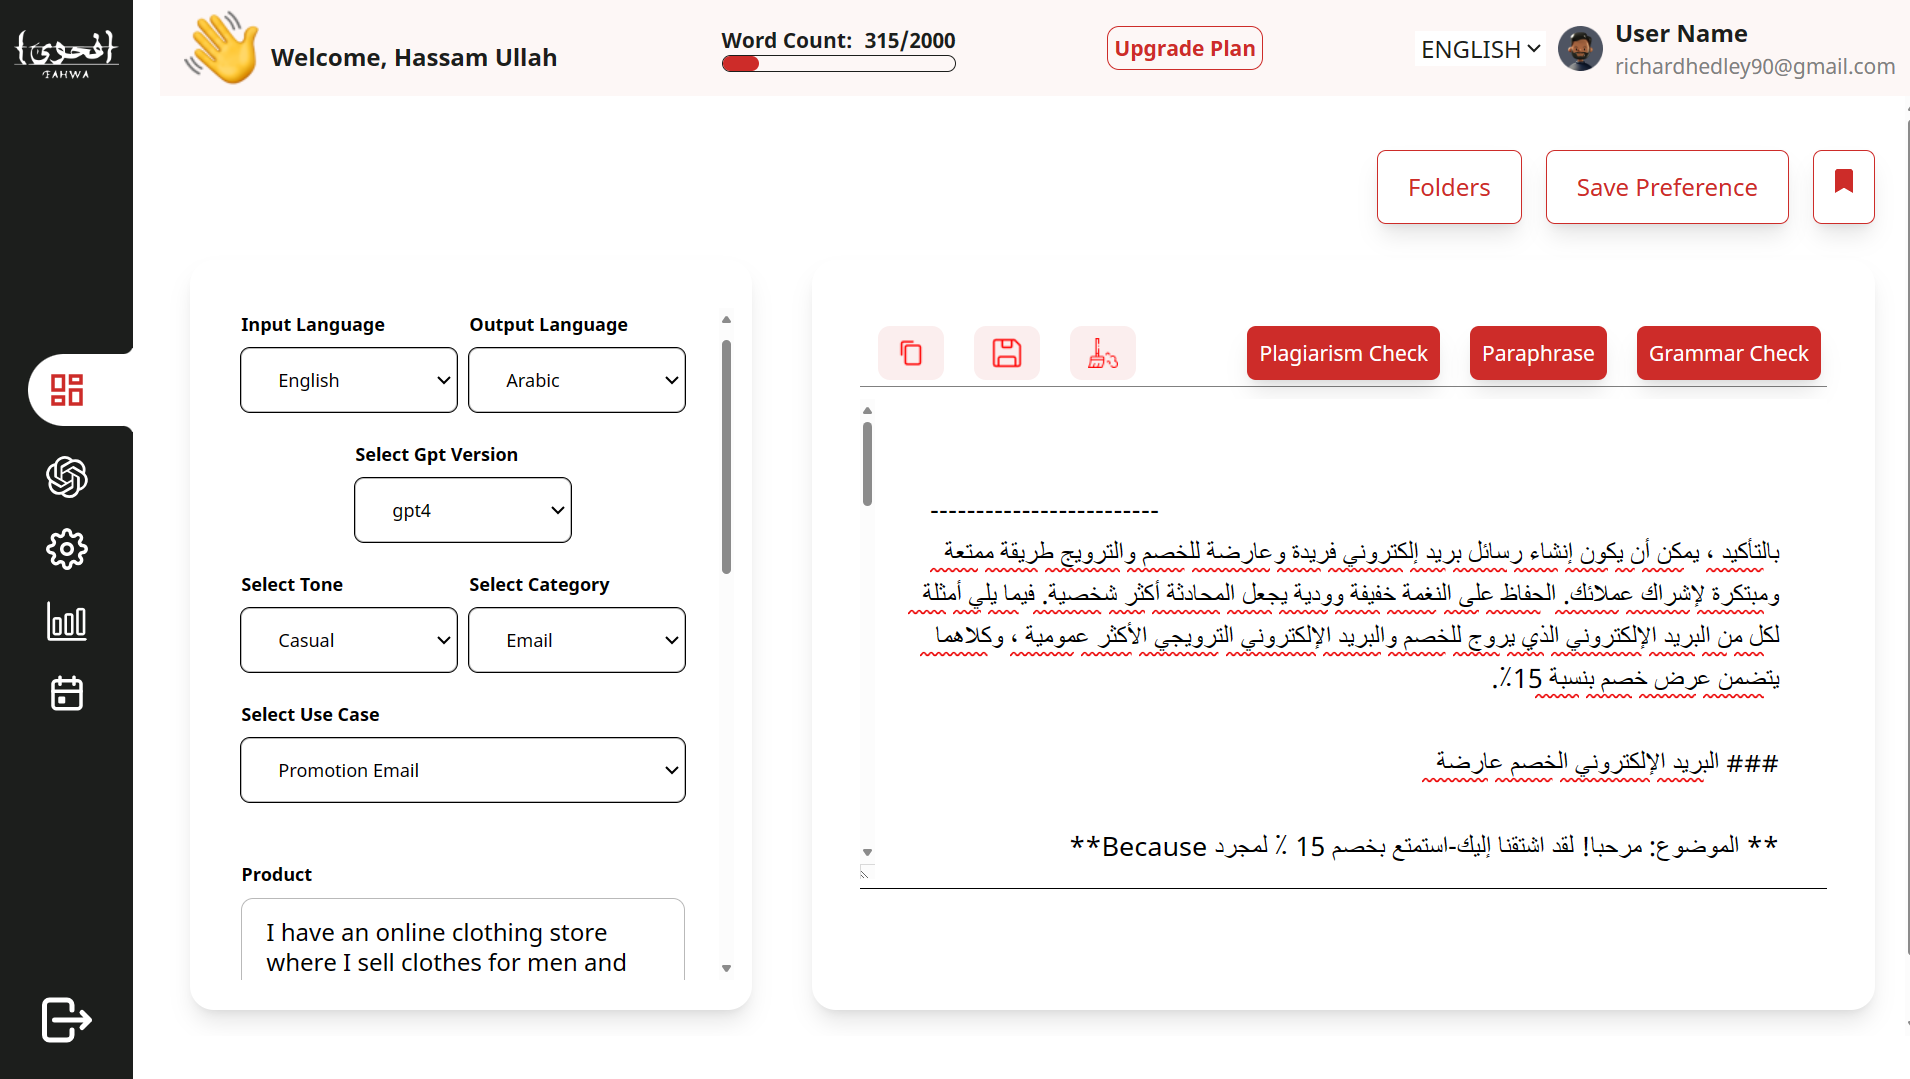 {فحوى}
FAHWA
Welcome, Hassam Ullah
Word Count: 315/2000
Upgrade Plan
ENGLISH
User Name
richardhedley90@gmail.com
Folders
Save Preference
Input Language
Output Language
English
Arabic
Select Gpt Version
gpt4
Select Tone
Select Category
Casual
Email
Select Use Case
Promotion Email
Product
I have an online clothing store
where I sell clothes for men and
Plagiarism Check
Paraphrase
Grammar Check
-------------------------
بالتأكيد ، يمكن أن يكون إنشاء رسائل بريد إلكتروني فريدة وعارضة للخصم والترويج طريقة ممتعة
ومبتكرة لإشراك عملائك. الحفاظ على النغمة خفيفة وودية يجعل المحادثة أكثر شخصية. فيما يلي أمثلة
لكل من البريد الإلكتروني الذي يروج للخصم والبريد الإلكتروني الترويجي الأكثر عمومية ، وكلاهما
يتضمن عرض خصم بنسبة 15٪.
### البريد الإلكتروني الخصم عارضة
** الموضوع: مرحبا! لقد اشتقنا إليك-استمتع بخصم 15 ٪ لمجرد Because**